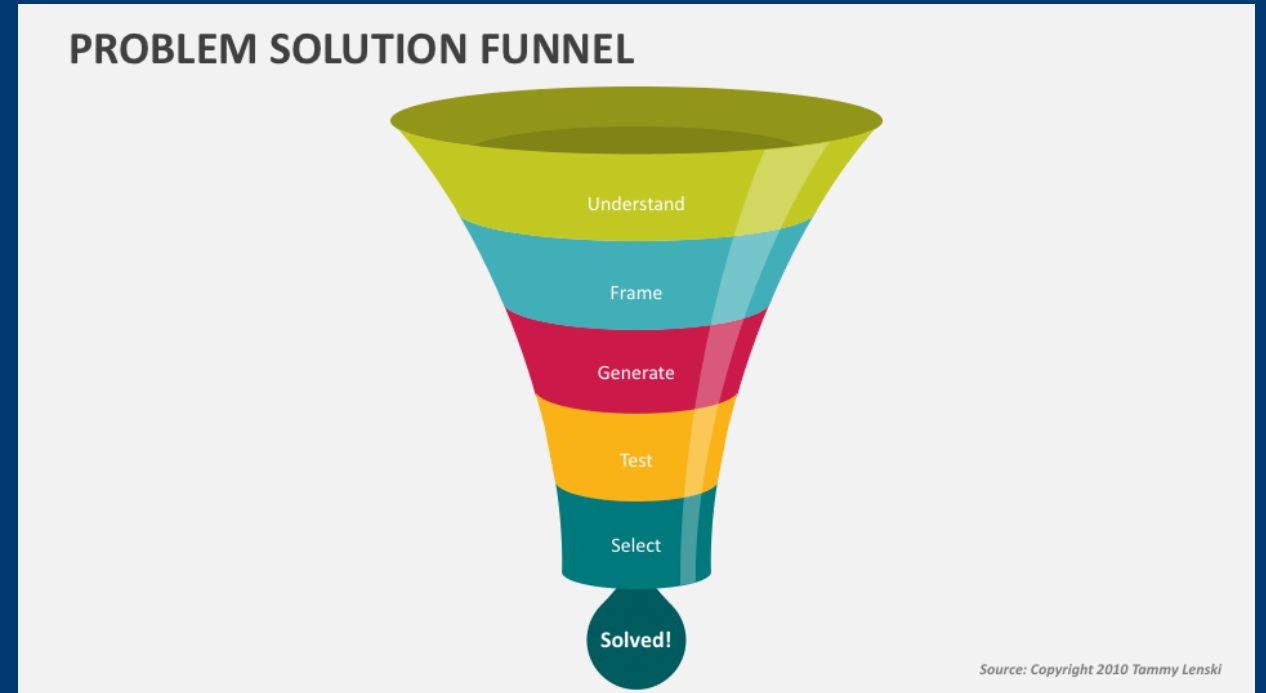 PROBLEM SOLUTION FUNNEL
Understand
Frame
Generate
Test
Select
Solved!
Source: Copyright 2010 Tammy Lenski